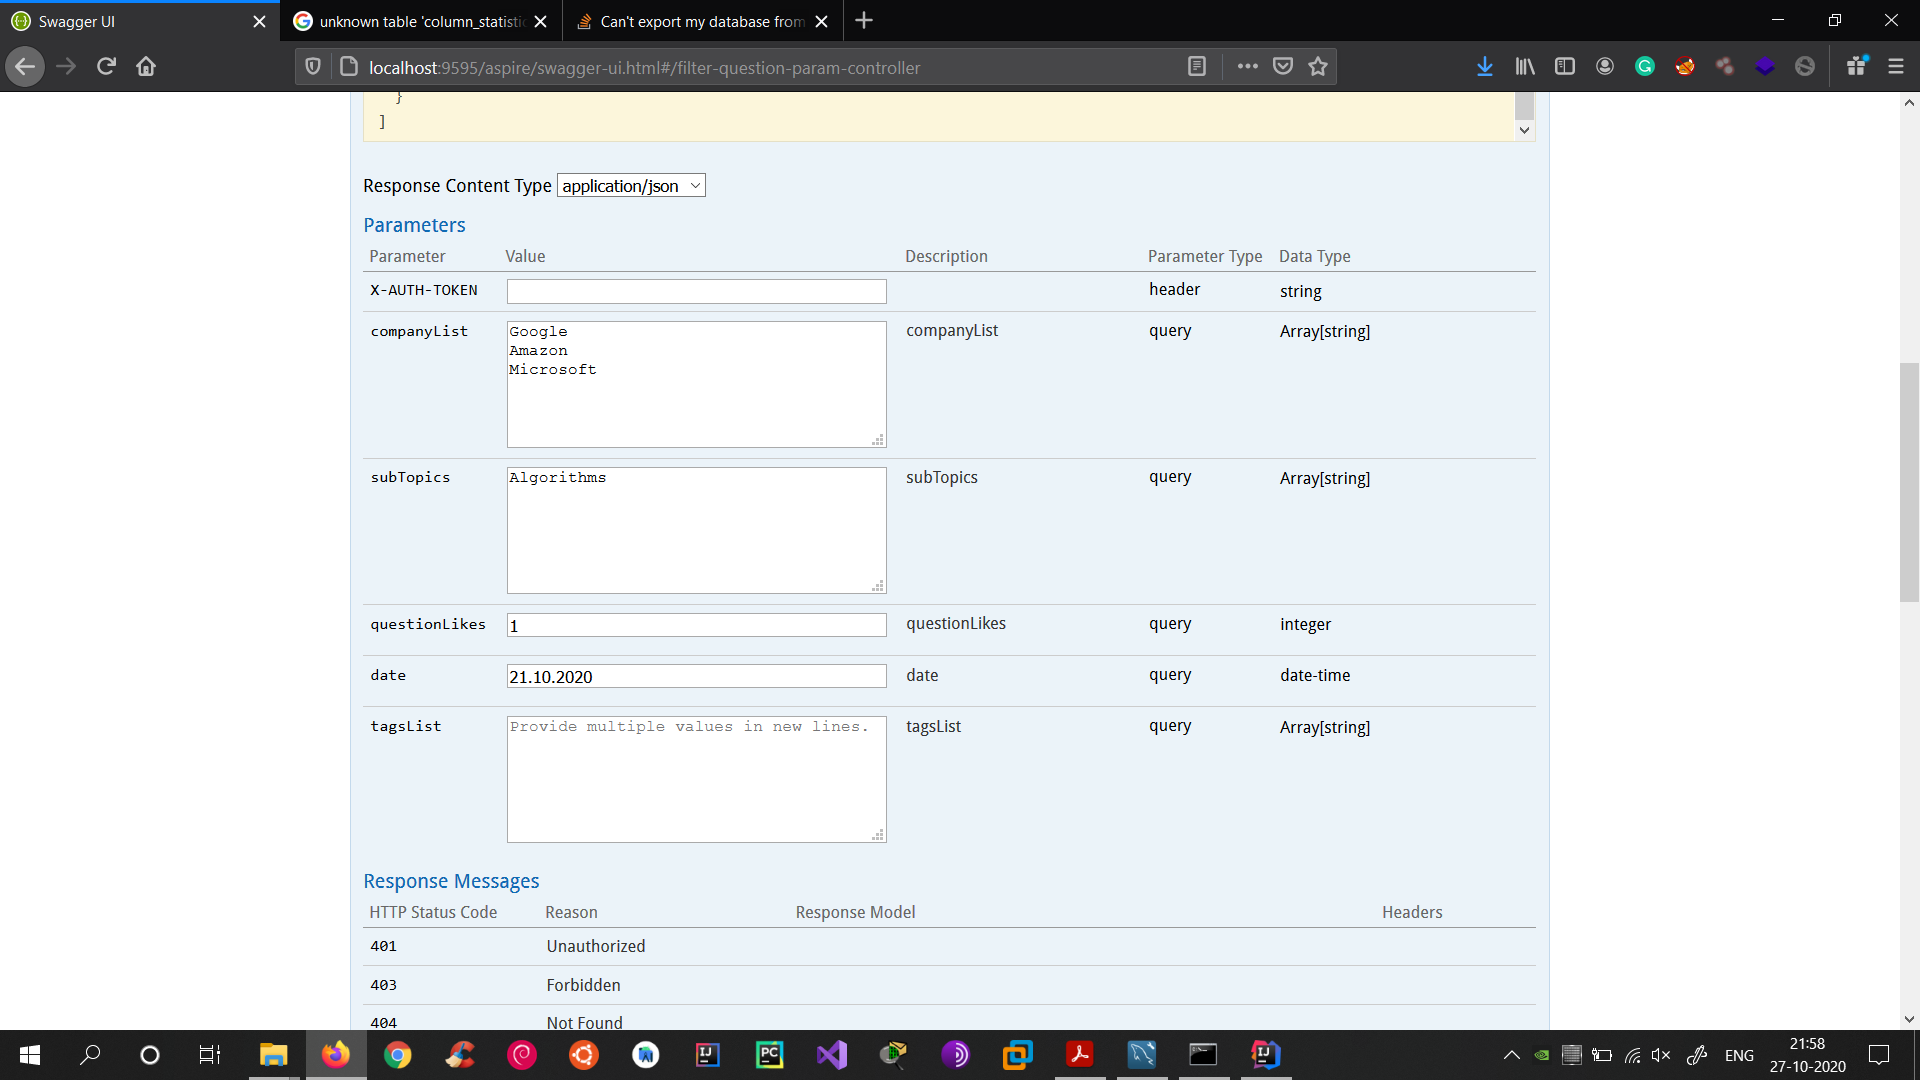 Swagger UI
unknown table 'column_statisti
Can't export my database from
localhost:9595/aspire/swagger-ui.html#/filter-question-param-controller
}
]
Response Content Type application/json
Parameters
Parameter Value Description Parameter Type Data Type
X-AUTH-TOKEN header string
companyList Google companyList query Array[string]
Amazon
Microsoft
subTopics Algorithms subTopics query Array[string]
questionLikes 1 questionLikes query integer
date 21.10.2020 date query date-time
tagsList Provide multiple values in new lines. tagsList query Array[string]
Response Messages
HTTP Status Code Reason Response Model Headers
401 Unauthorized
403 Forbidden
404 Not Found
IJ
PC
IJ
ENG
21:58
27-10-2020